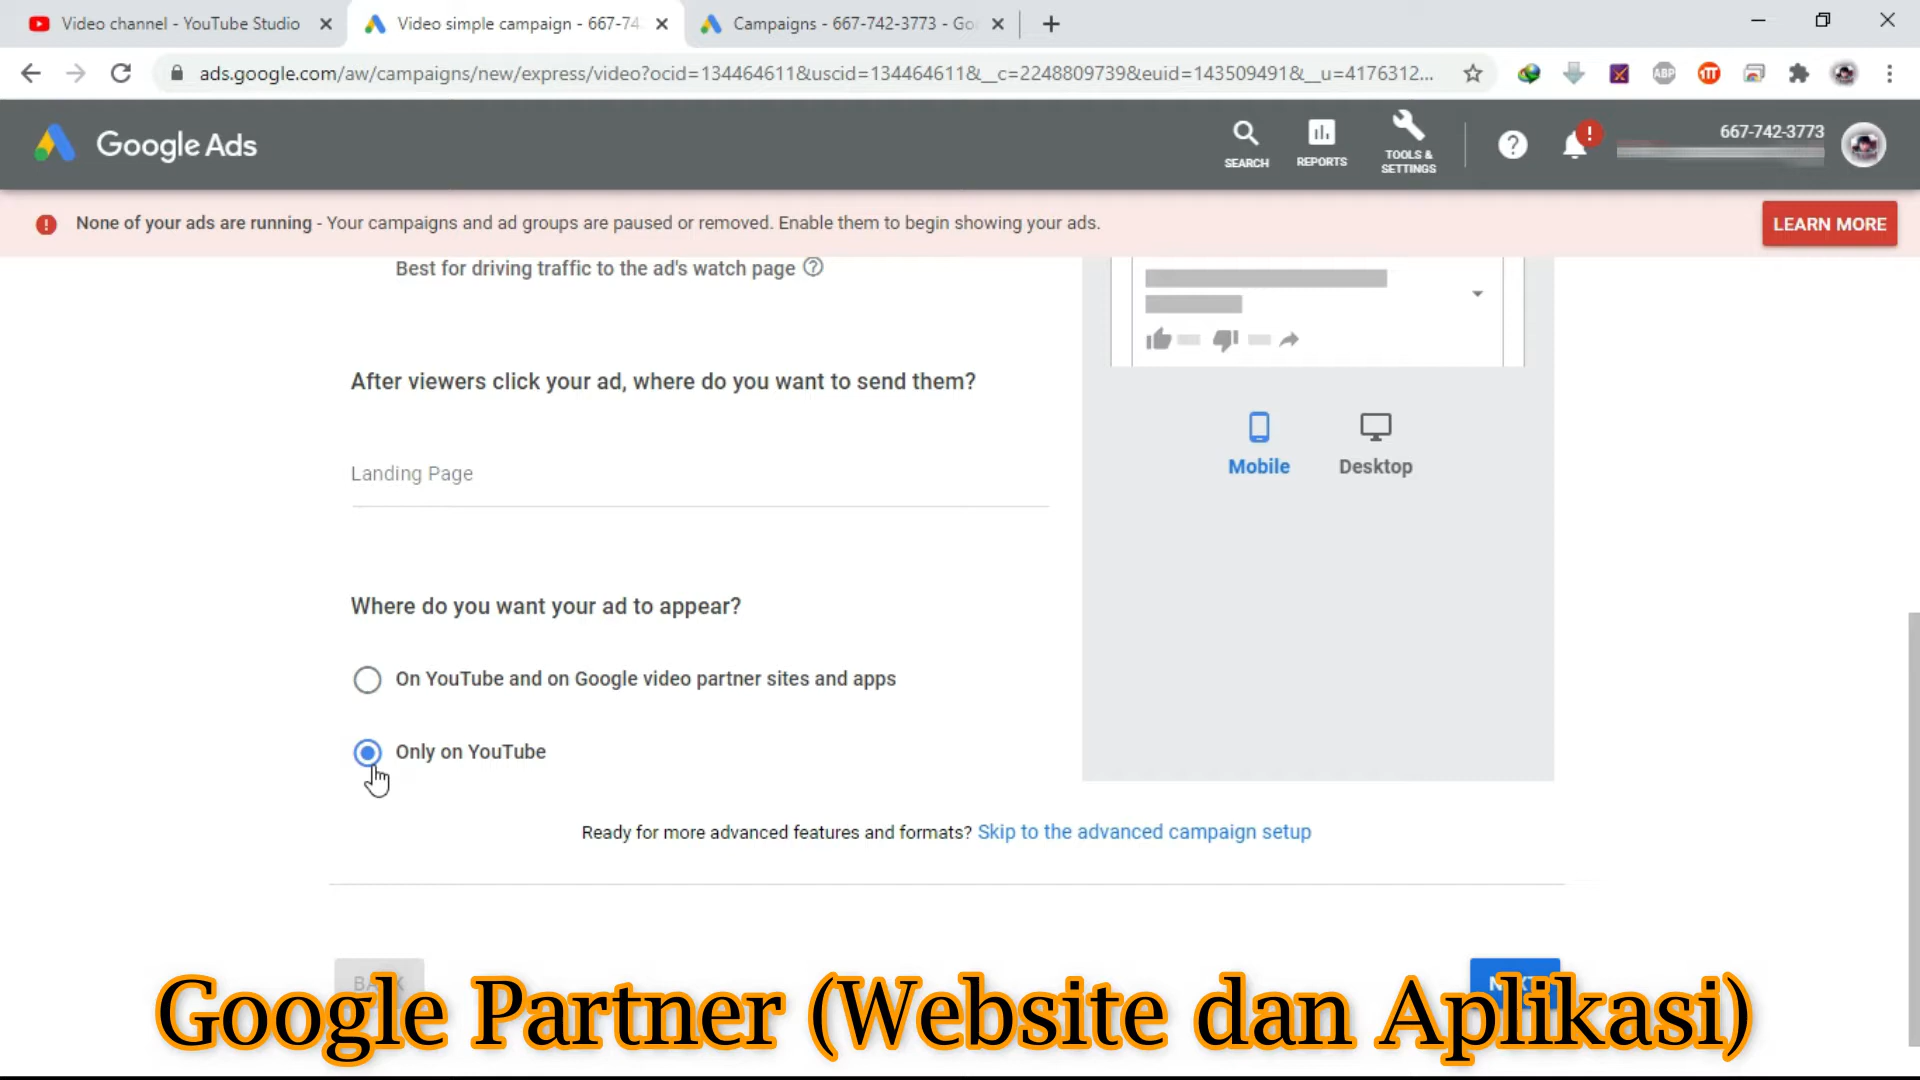 Video channel - YouTube Studio
Video simple campaign - 667-74
Campaigns - 667-742-3773 - Go
ads.google.com/aw/campaigns/new/express/video?ocid=134464611&uscid=134464611&__c=2248809739&euid=143509491&__u=4176312...
ABP
Google Ads
SEARCH
REPORTS
TOOLS &
SETTINGS
667-742-3773
None of your ads are running - Your campaigns and ad groups are paused or removed. Enable them to begin showing your ads.
LEARN MORE
Best for driving traffic to the ad's watch page
After viewers click your ad, where do you want to send them?
Mobile
Desktop
Landing Page
Where do you want your ad to appear?
On YouTube and on Google video partner sites and apps
Only on YouTube
Ready for more advanced features and formats? Skip to the advanced campaign setup
BACK
NEXT
Google Partner (Website dan Aplikasi)